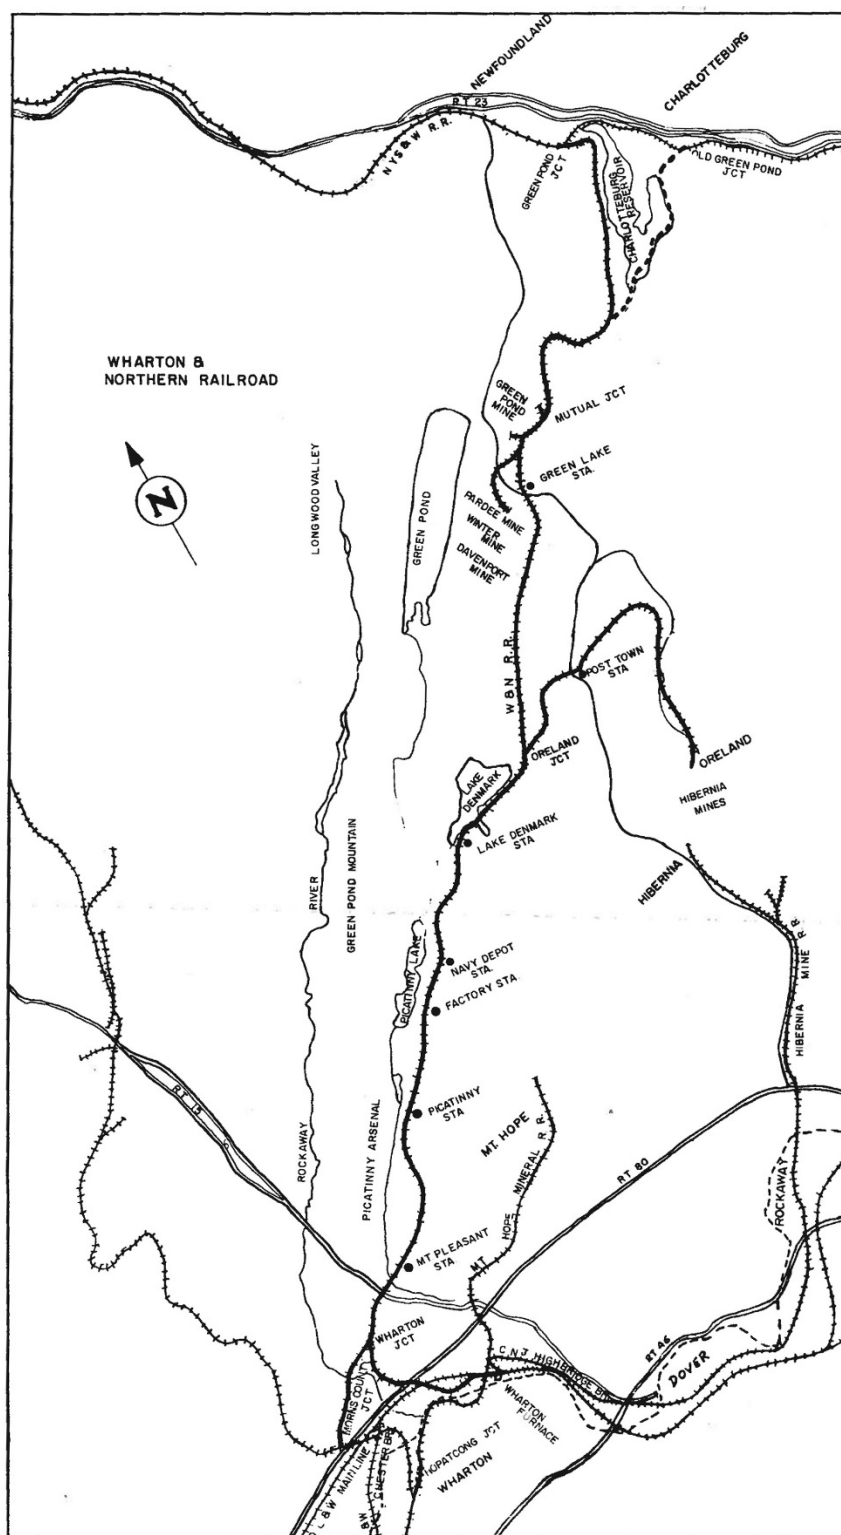 NEWFOUNDLAND
CHARLOTTEBURG
RT 23
NYS&W R.R.
GREEN POND
JCT
CHARLOTTEBURG
RESERVOIR
OLD GREEN POND
JCT
WHARTON &
NORTHERN RAILROAD
N
GREEN
POND
MINE
MUTUAL JCT
GREEN LAKE
STA.
LONGWOOD VALLEY
GREEN POND
PARDEE MINE
WINTER
MINE
DAVENPORT
MINE
W&N R.R.
POST TOWN
STA
ORELAND
JCT
ORELAND
LAKE
DENMARK
HIBERNIA
MINES
LAKE DENMARK
STA
GREEN POND MOUNTAIN
RIVER
HIBERNIA
PICATINNY LAKE
NAVY DEPOT
STA.
FACTORY STA.
HIBERNIA MINE R.R.
RT 15
PICATINNY
STA
MT. HOPE
ROCKAWAY
PICATINNY ARSENAL
MT HOPE MINERAL R R.
RT 80
ROCKAWAY
MT PLEASANT
STA
WHARTON
JCT
C N J HIGHBRIDGE BR.
RT 46
DOVER
MORRIS COUNTY
JCT
WHARTON
FURNACE
HOPATCONG JCT
WHARTON
D L & W MAIN LINE
CHESTER BR.
&W